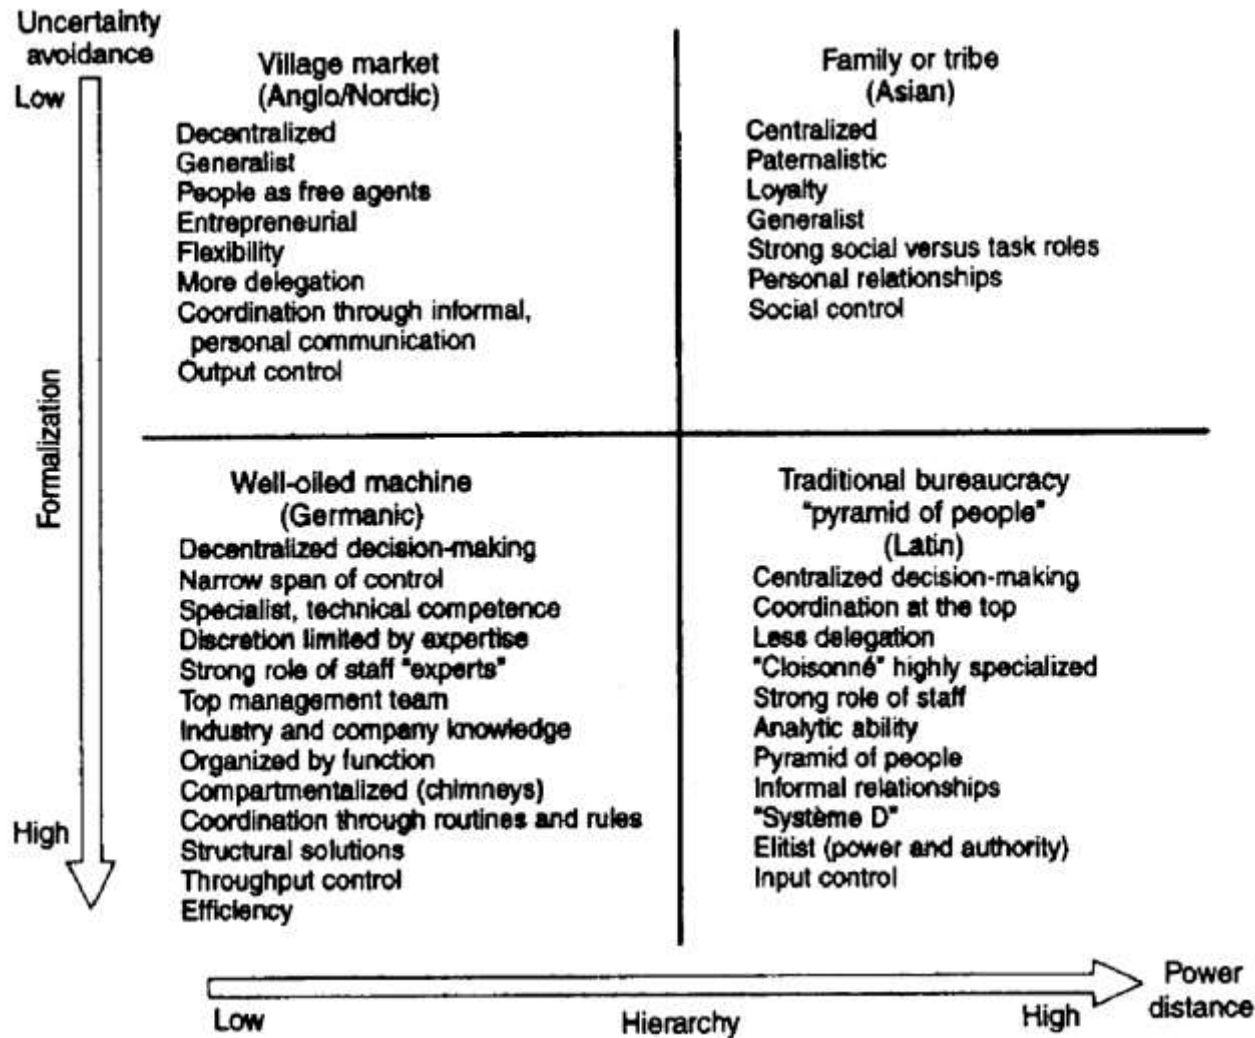 Uncertainty
avoidance
Low
Village market
(Anglo/Nordic)
Decentralized
Generalist
People as free agents
Entrepreneurial
Flexibility
More delegation
Coordination through informal,
personal communication
Output control
Family or tribe
(Asian)
Centralized
Paternalistic
Loyalty
Generalist
Strong social versus task roles
Personal relationships
Social control
Formalization
Well-oiled machine
(Germanic)
Decentralized decision-making
Narrow span of control
Specialist, technical competence
Discretion limited by expertise
Strong role of staff "experts"
Top management team
Industry and company knowledge
Organized by function
Compartmentalized (chimneys)
Coordination through routines and rules
Structural solutions
Throughput control
Efficiency
Traditional bureaucracy
"pyramid of people"
(Latin)
Centralized decision-making
Coordination at the top
Less delegation
"Cloisonné" highly specialized
Strong role of staff
Analytic ability
Pyramid of people
Informal relationships
"Système D"
Elitist (power and authority)
Input control
High
Low
Hierarchy
High
Power
distance